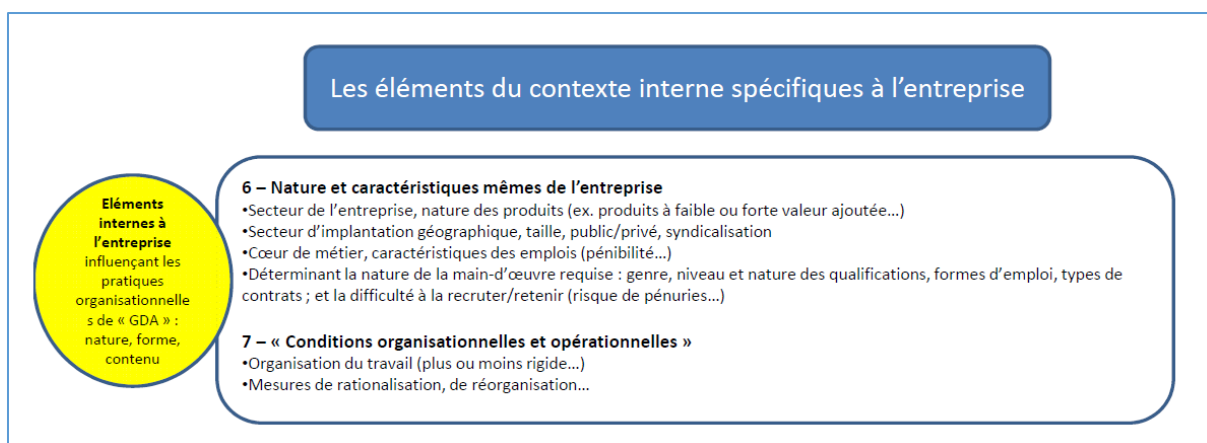 Les éléments du contexte interne spécifiques à l’entreprise
Eléments
internes à
l’entreprise
influençant les
pratiques
organisationnelle
s de « GDA » :
nature, forme,
contenu
6 – Nature et caractéristiques mêmes de l’entreprise
•Secteur de l’entreprise, nature des produits (ex. produits à faible ou forte valeur ajoutée…)
•Secteur d’implantation géographique, taille, public/privé, syndicalisation
•Cœur de métier, caractéristiques des emplois (pénibilité…)
•Déterminant la nature de la main-d’œuvre requise : genre, niveau et nature des qualifications, formes d’emploi, types de
contrats ; et la difficulté à la recruter/retenir (risque de pénuries…)
7 – « Conditions organisationnelles et opérationnelles »
•Organisation du travail (plus ou moins rigide…)
•Mesures de rationalisation, de réorganisation…